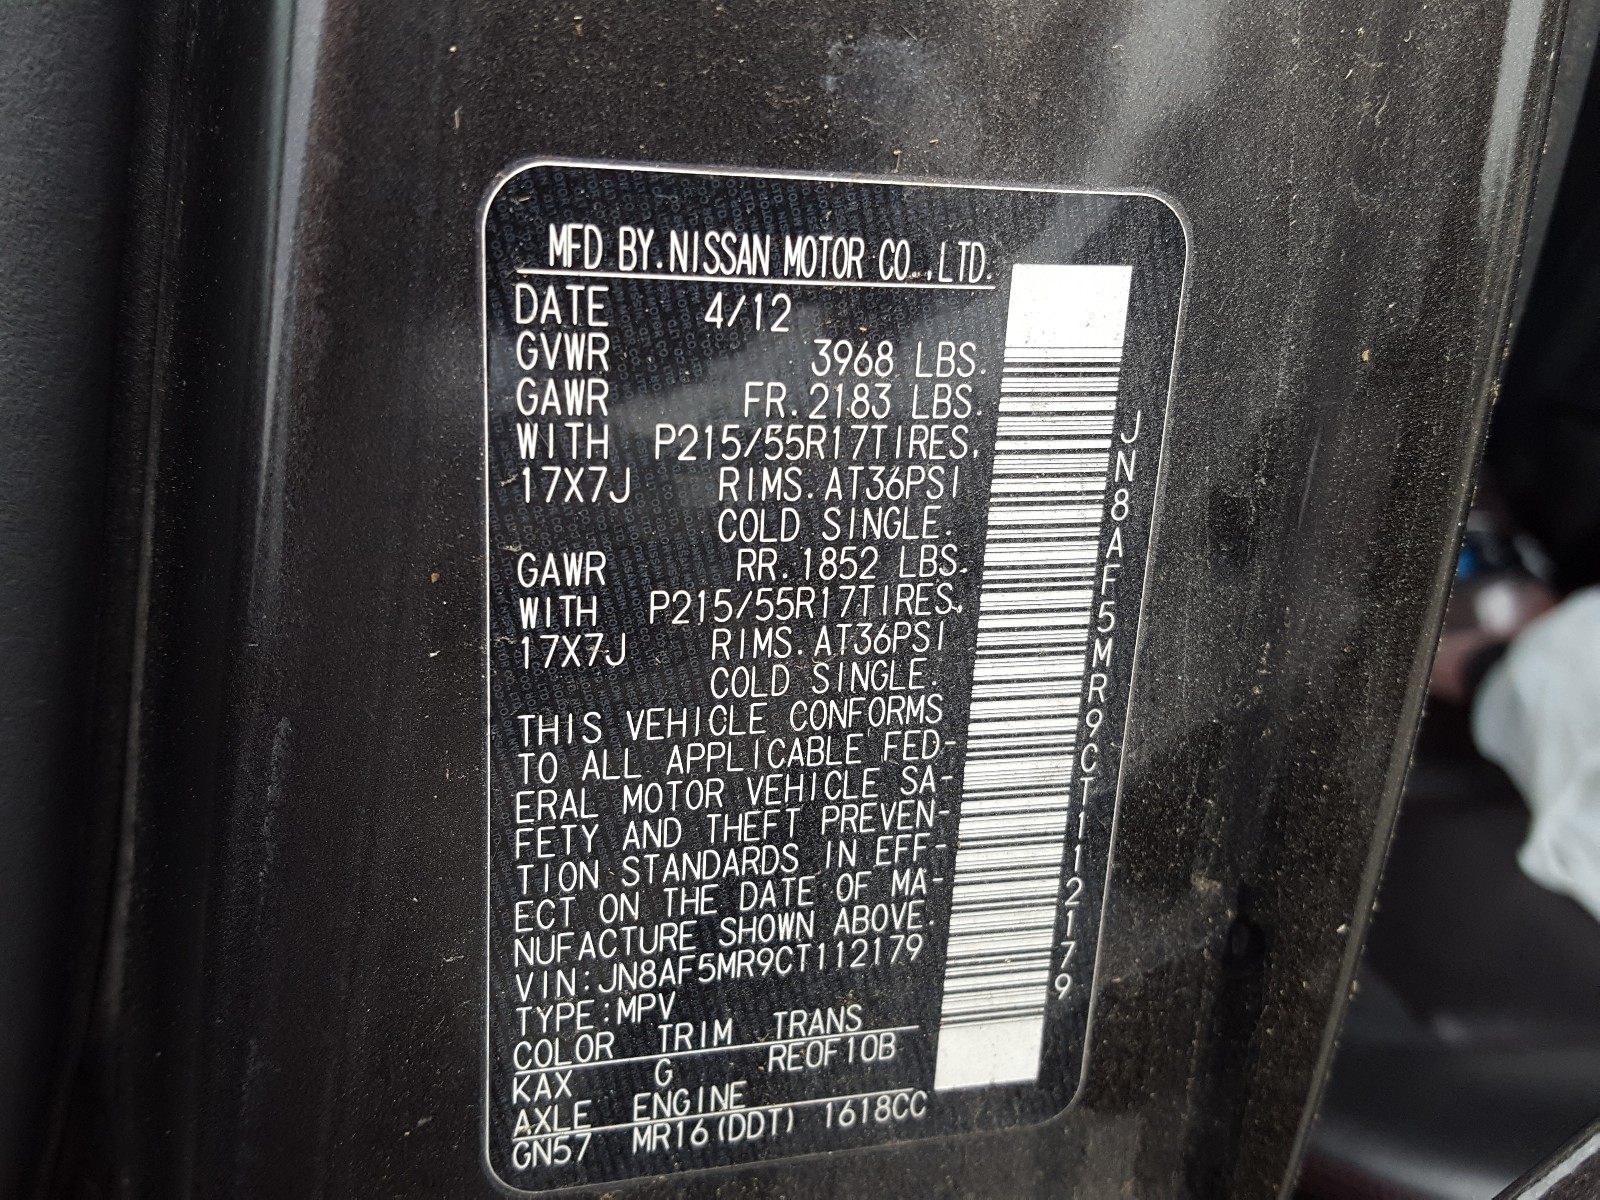 MFD BY.NISSAN MOTOR CO.,LTD.
DATE 4/12
GVWR 3968 LBS.
GAWR FR.2183 LBS.
WITH P215/55R17TIRES,
17X7J RIMS.AT36PSI
COLD SINGLE.
GAWR RR.1852 LBS.
WITH P215/55R17TIRES,
17X7J RIMS.AT36PSI
COLD SINGLE.
THIS VEHICLE CONFORMS
TO ALL APPLICABLE FED-
ERAL MOTOR VEHICLE SA-
FETY AND THEFT PREVEN-
TION STANDARDS IN EFF-
ECT ON THE DATE OF MA-
NUFACTURE SHOWN ABOVE.
VIN:JN8AF5MR9CT112179
TYPE:MPV
COLOR TRIM TRANS
KAX G RE0F10B
AXLE ENGINE
GN57 MR16(DDT) 1618CC
JN8AF5MR9CT112179